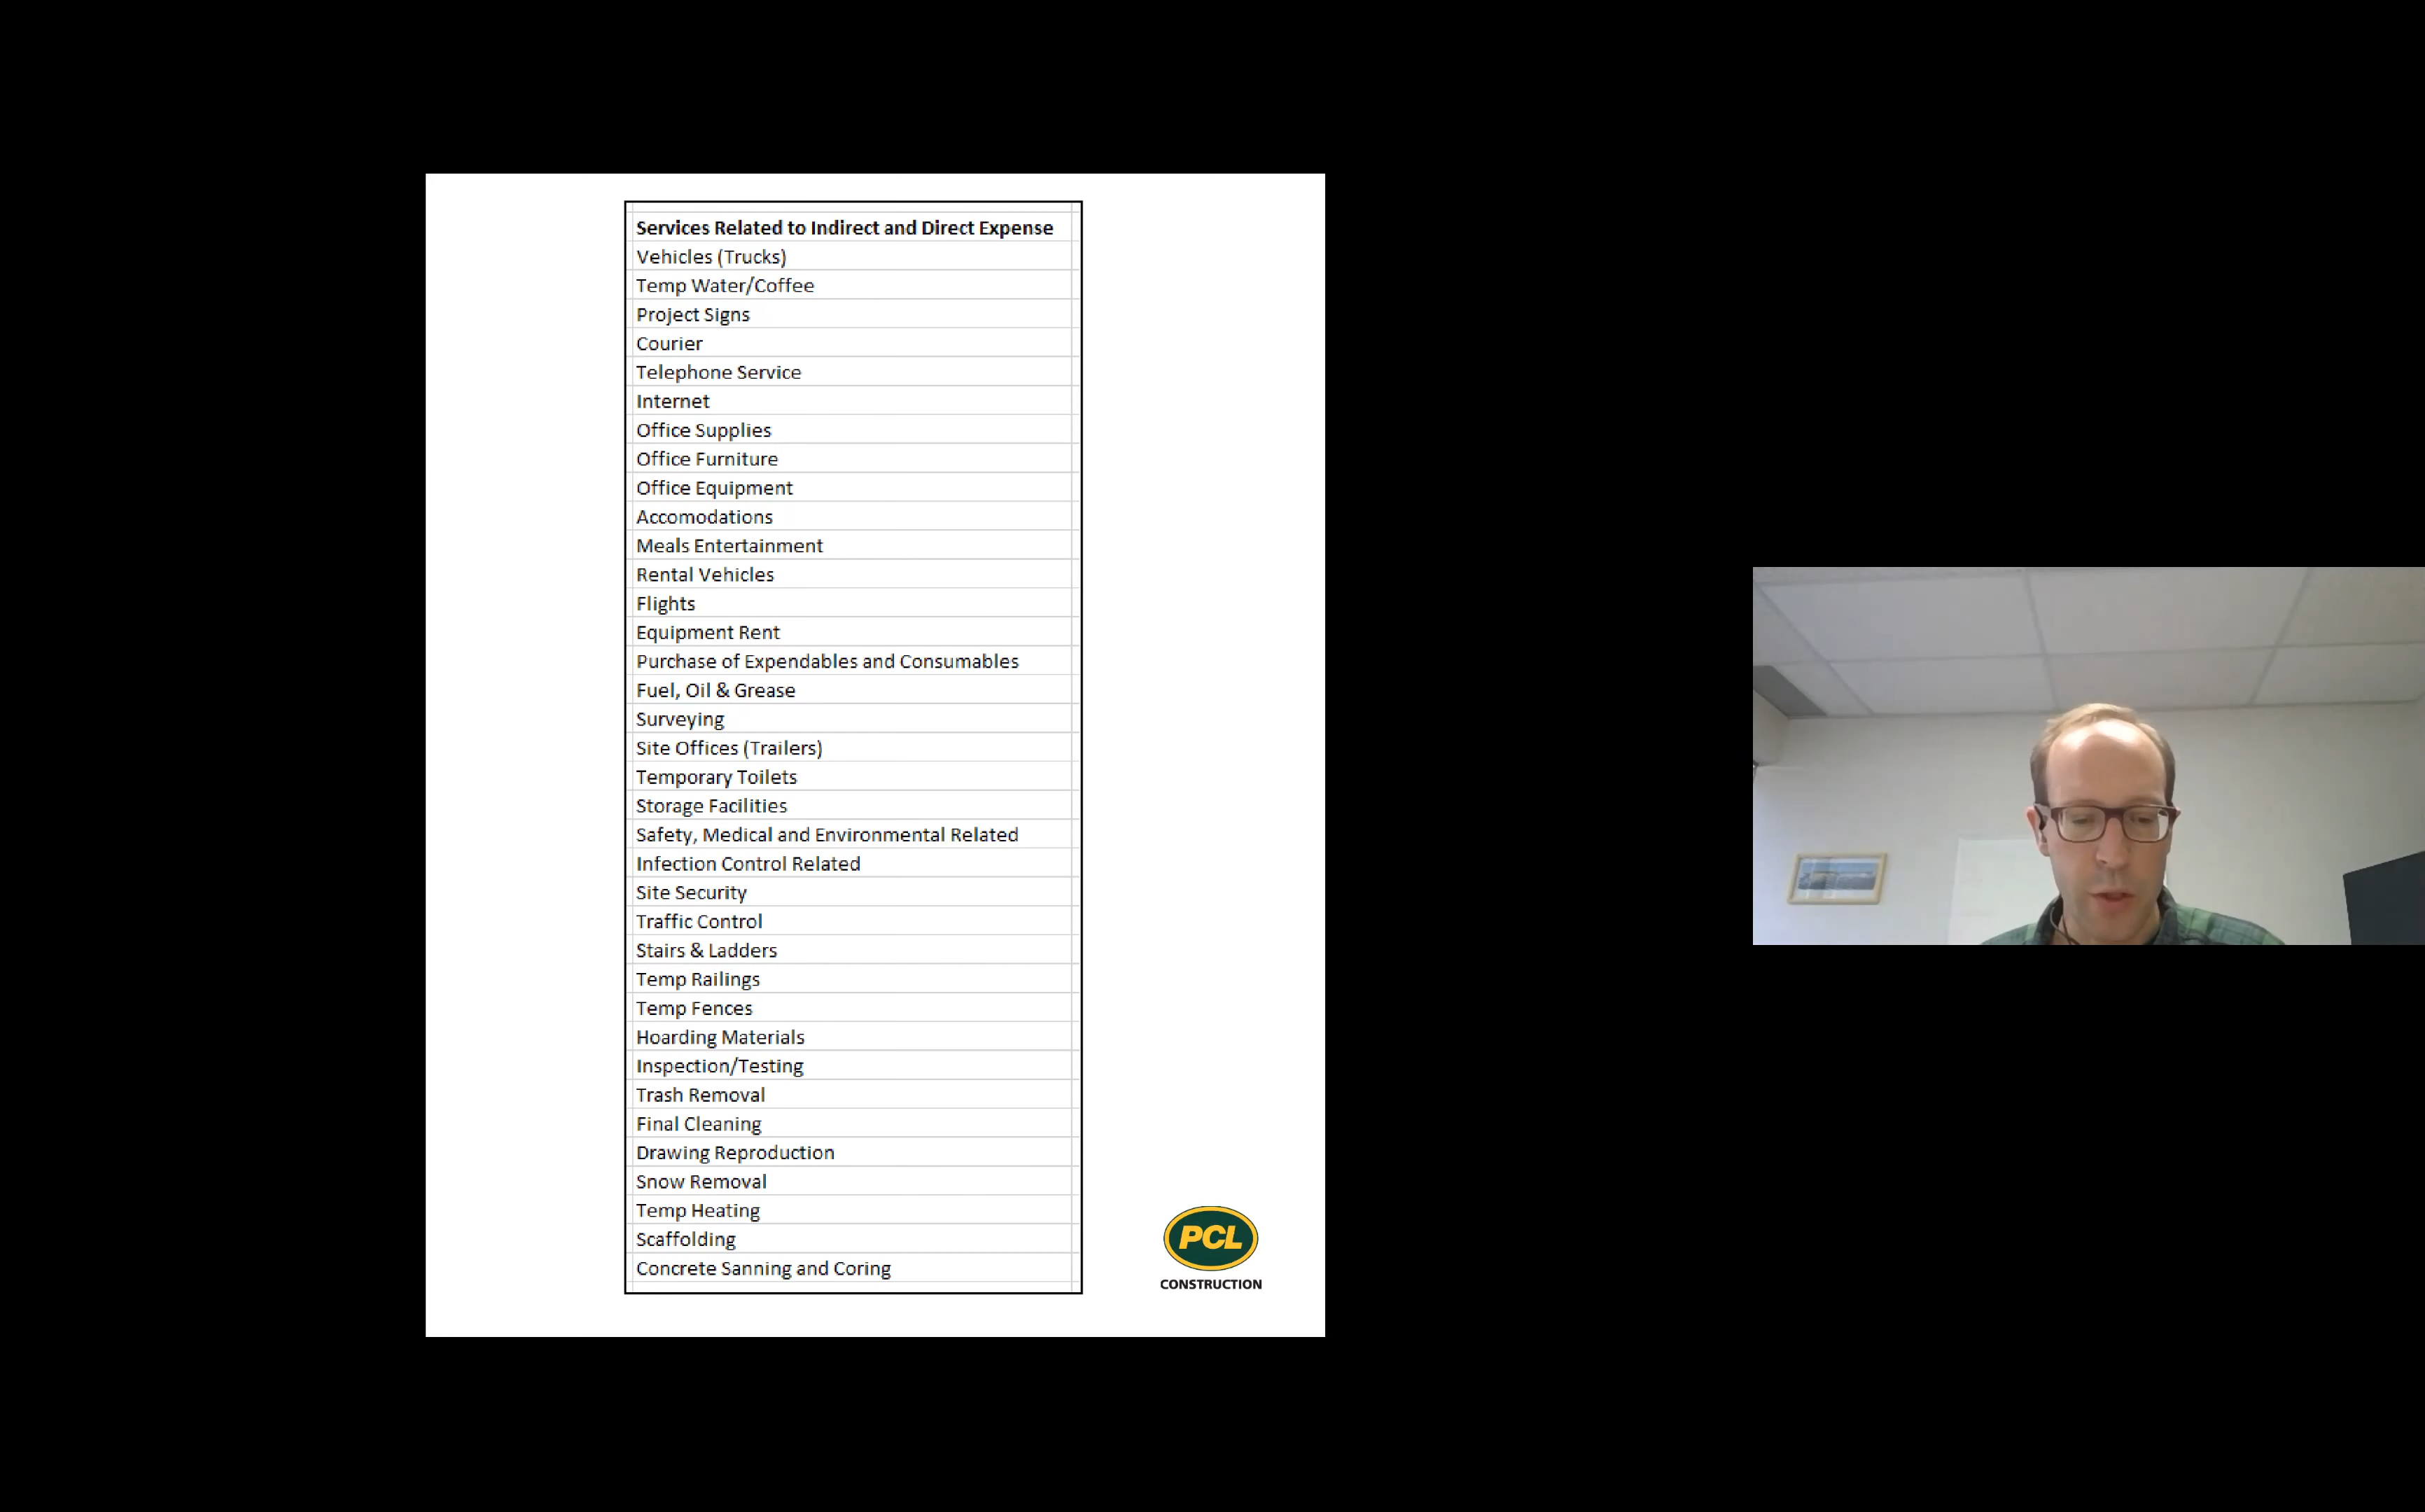 Services Related to Indirect and Direct Expense
Vehicles (Trucks)
Temp Water/Coffee
Project Signs
Courier
Telephone Service
Internet
Office Supplies
Office Furniture
Office Equipment
Accomodations
Meals Entertainment
Rental Vehicles
Flights
Equipment Rent
Purchase of Expendables and Consumables
Fuel, Oil & Grease
Surveying
Site Offices (Trailers)
Temporary Toilets
Storage Facilities
Safety, Medical and Environmental Related
Infection Control Related
Site Security
Traffic Control
Stairs & Ladders
Temp Railings
Temp Fences
Hoarding Materials
Inspection/Testing
Trash Removal
Final Cleaning
Drawing Reproduction
Snow Removal
Temp Heating
Scaffolding
Concrete Sanning and Coring
PCL
CONSTRUCTION